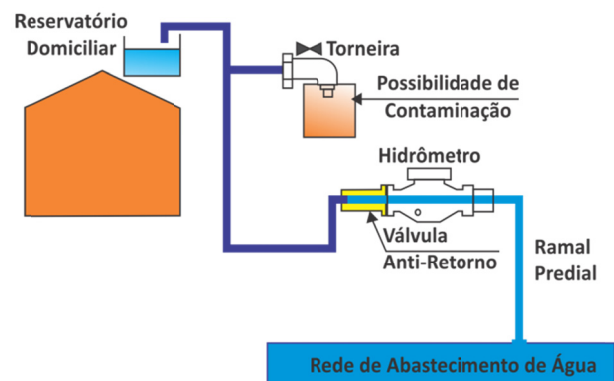 Reservatório
Domiciliar
Torneira
Possibilidade de
Contaminação
Hidrômetro
Válvula
Anti-Retorno
Ramal
Predial
Rede de Abastecimento de Água